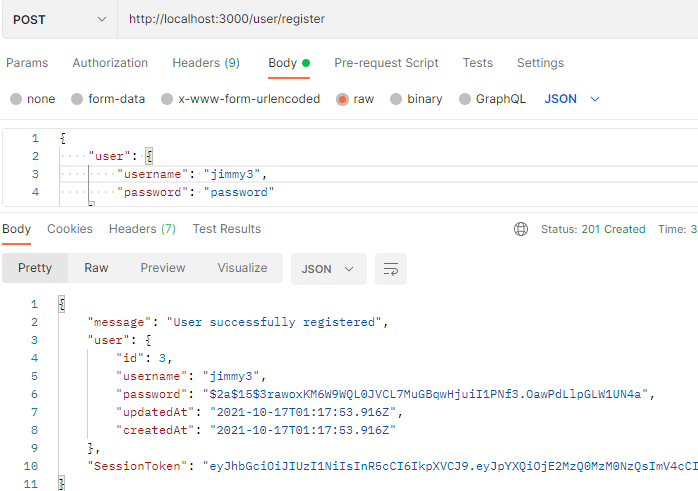 POST http://localhost:3000/user/register
Params Authorization Headers (9) Body Pre-request Script Tests Settings
none form-data x-www-form-urlencoded raw binary GraphQL JSON
1 {
2 "user": {
3 "username": "jimmy3",
4 "password": "password"
Body Cookies Headers (7) Test Results Status: 201 Created Time: 3
Pretty Raw Preview Visualize JSON
1 {
2 "message": "User successfully registered",
3 "user": {
4 "id": 3,
5 "username": "jimmy3",
6 "password": "$2a$15$3rawoxKM6W9WQL0JVCL7MuGBqwHjuiI1PNf3.OawPdLlpGLW1UN4a",
7 "updatedAt": "2021-10-17T01:17:53.916Z",
8 "createdAt": "2021-10-17T01:17:53.916Z"
9 },
10 "SessionToken": "eyJhbGciOiJIUzI1NiIsInR5cCI6IkpXVCJ9.eyJpYXQiOjE2MzQ0MzM0NzQsImV4cCI
11 }